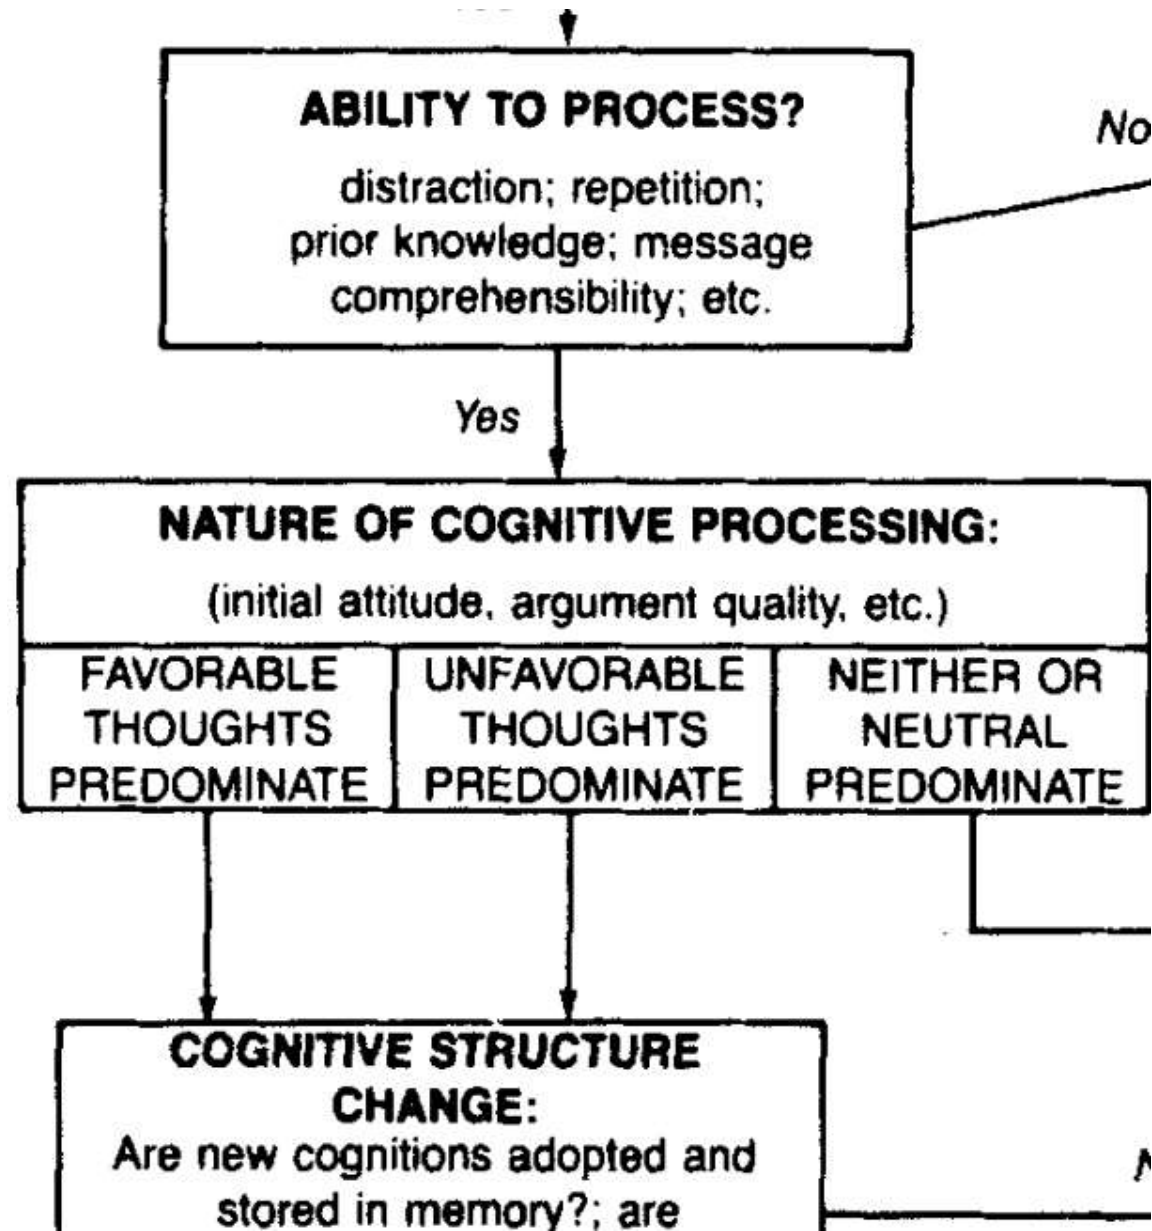 ABILITY TO PROCESS?
distraction; repetition;
prior knowledge; message
comprehensibility; etc.
No
Yes
NATURE OF COGNITIVE PROCESSING:
(initial attitude, argument quality, etc.)
FAVORABLE
THOUGHTS
PREDOMINATE
UNFAVORABLE
THOUGHTS
PREDOMINATE
NEITHER OR
NEUTRAL
PREDOMINATE
COGNITIVE STRUCTURE
CHANGE:
Are new cognitions adopted and
stored in memory?; are